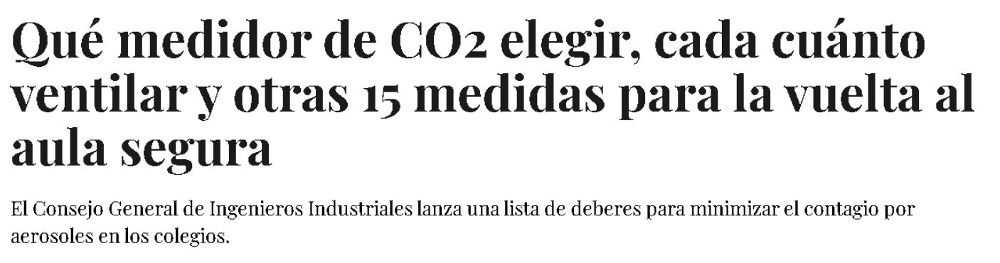 Qué medidor de CO2 elegir, cada cuánto
ventilar y otras 15 medidas para la vuelta al
aula segura
El Consejo General de Ingenieros Industriales lanza una lista de deberes para minimizar el contagio por
aerosoles en los colegios.